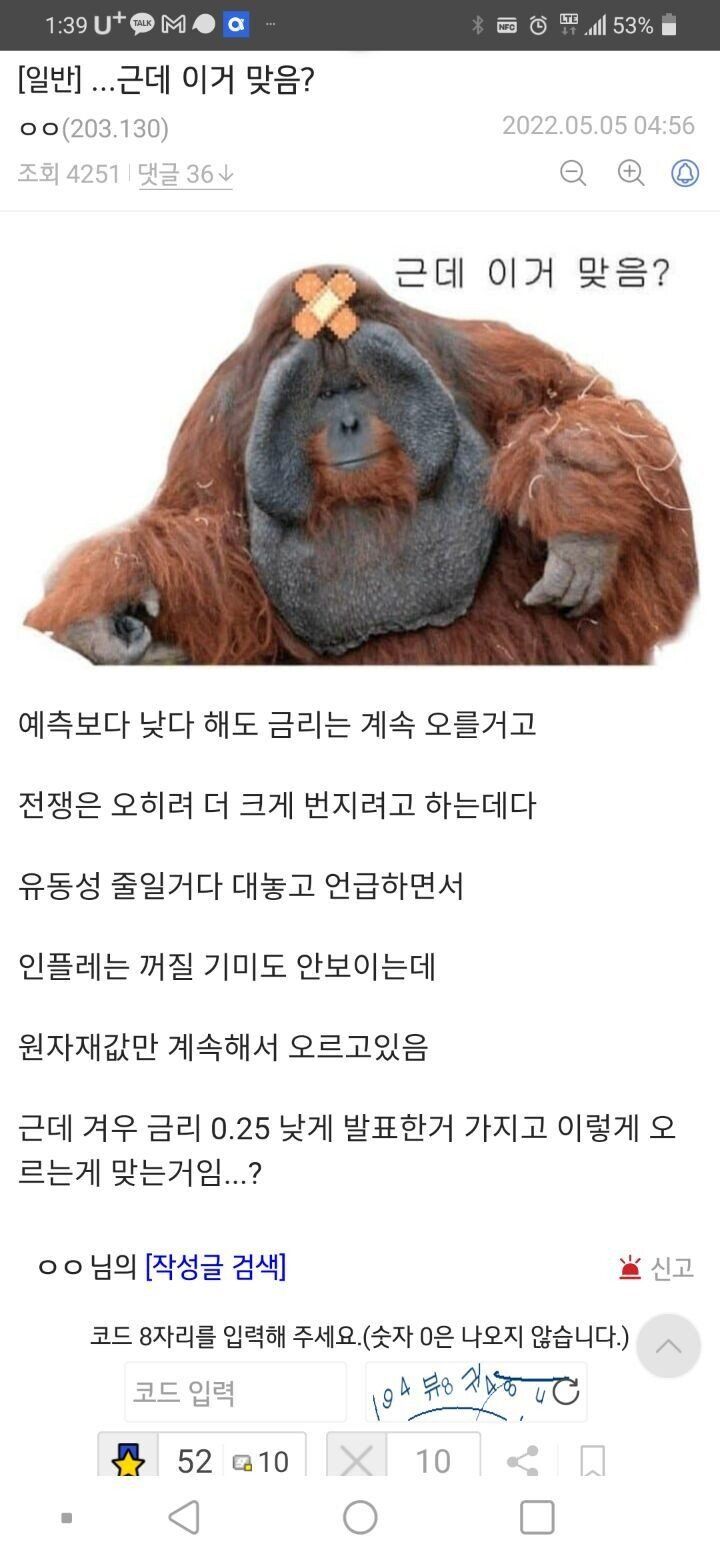 1:39 U+ TALK NFC LTE 53%
[일반] ...근데 이거 맞음?
ㅇㅇ(203.130) 2022.05.05 04:56
조회 4251 댓글 36↓
근데 이거 맞음?
예측보다 낮다 해도 금리는 계속 오를거고
전쟁은 오히려 더 크게 번지려고 하는데다
유동성 줄일거다 대놓고 언급하면서
인플레는 꺼질 기미도 안보이는데
원자재값만 계속해서 오르고있음
근데 겨우 금리 0.25 낮게 발표한거 가지고 이렇게 오
르는게 맞는거임...?
ㅇㅇ 님의 [작성글 검색] 신고
코드 8자리를 입력해 주세요.(숫자 0은 나오지 않습니다.)
코드 입력
52 10 10